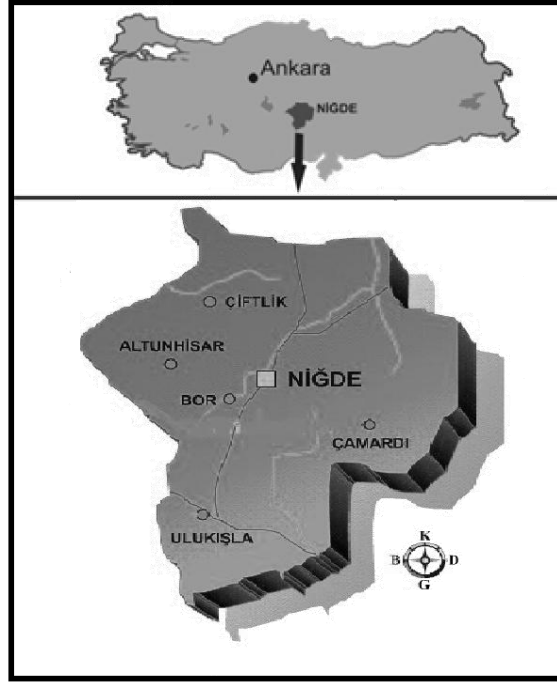 Ankara
NİĞDE
ÇİFTLİK
ALTUNHİSAR
NİĞDE
BOR
ÇAMARDI
ULUKIŞLA
K
B D
G